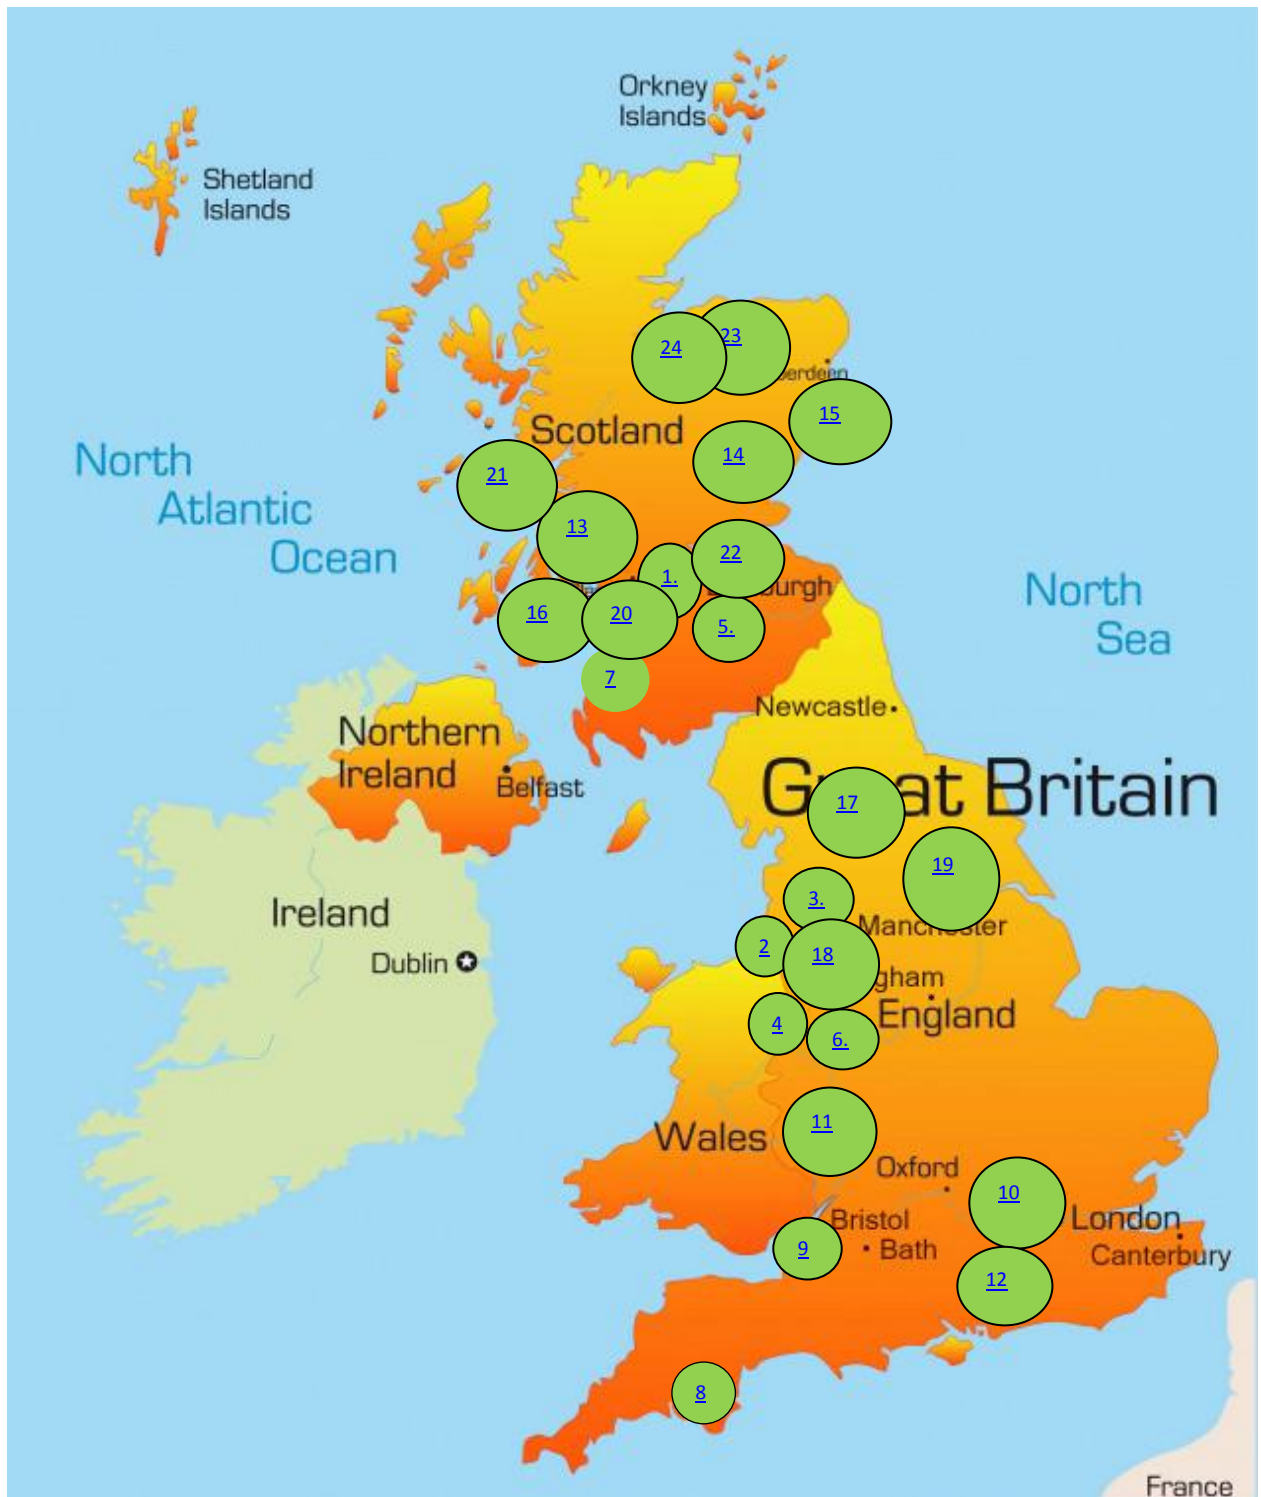 Orkney
Islands
Shetland
Islands
23
24
15
Scotland
14
North
Atlantic
Ocean
21
13
22
1.
North
Sea
16
20
5.
7
Newcastle
Northern
Ireland
Belfast
17
19
3.
Ireland
Manchester
2
18
Dublin
England
4
6.
11
Wales
Oxford
10
London
Bristol
9
Bath
Canterbury
12
8
France